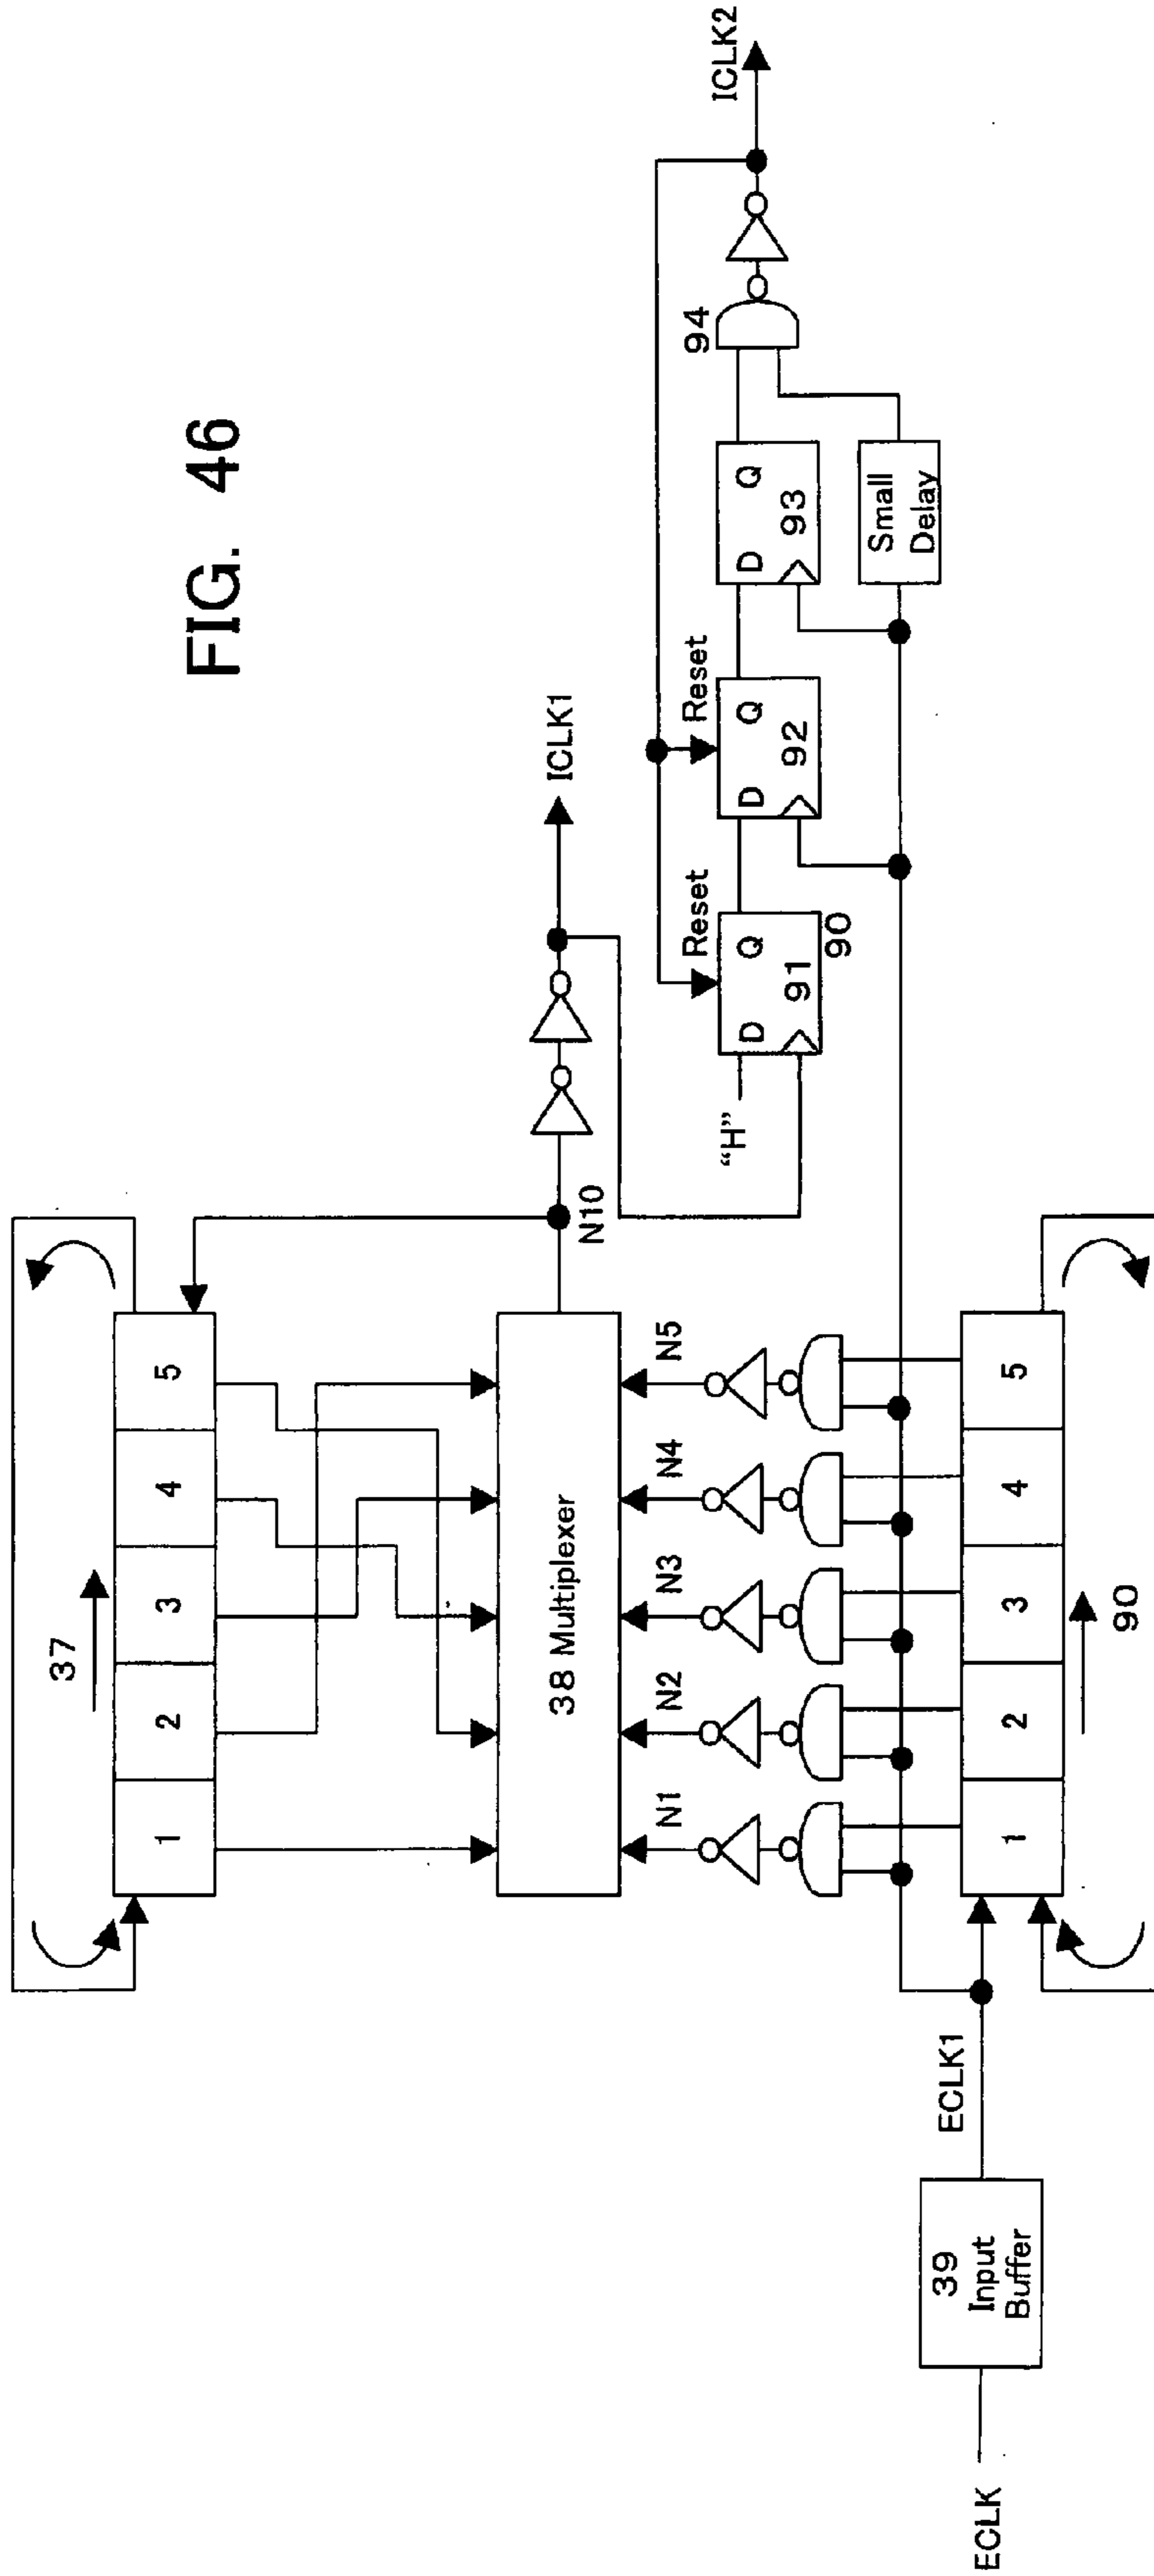 FIG. 46
37
1 2 3 4 5
N10
ICLK1
38 Multiplexer
N1 N2 N3 N4 N5
"H"
Reset
Reset
D Q
91
90
D Q
92
D Q
93
94
ICLK2
Small
Delay
ECLK
39
Input
Buffer
ECLK1
1 2 3 4 5
90